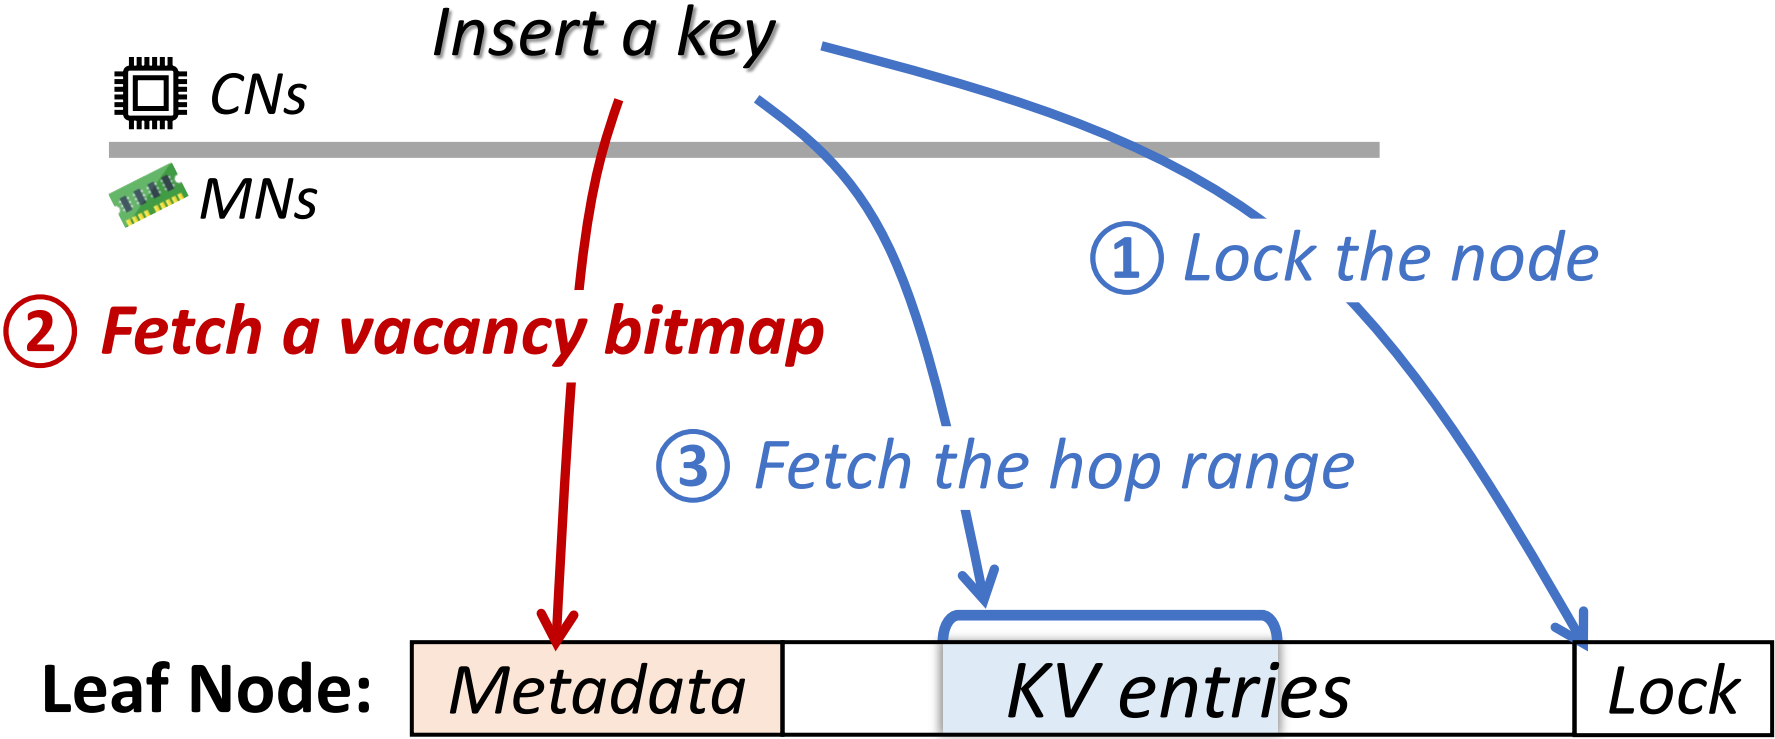 Insert a key
CNs
MNs
① Lock the node
② Fetch a vacancy bitmap
③ Fetch the hop range
Leaf Node: Metadata KV entries Lock